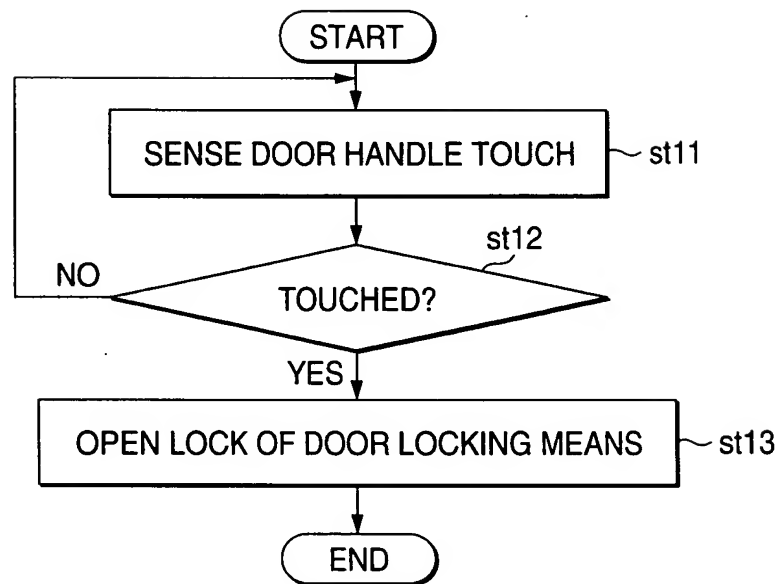 START
SENSE DOOR HANDLE TOUCH
st11
st12
TOUCHED?
NO
YES
OPEN LOCK OF DOOR LOCKING MEANS
st13
END